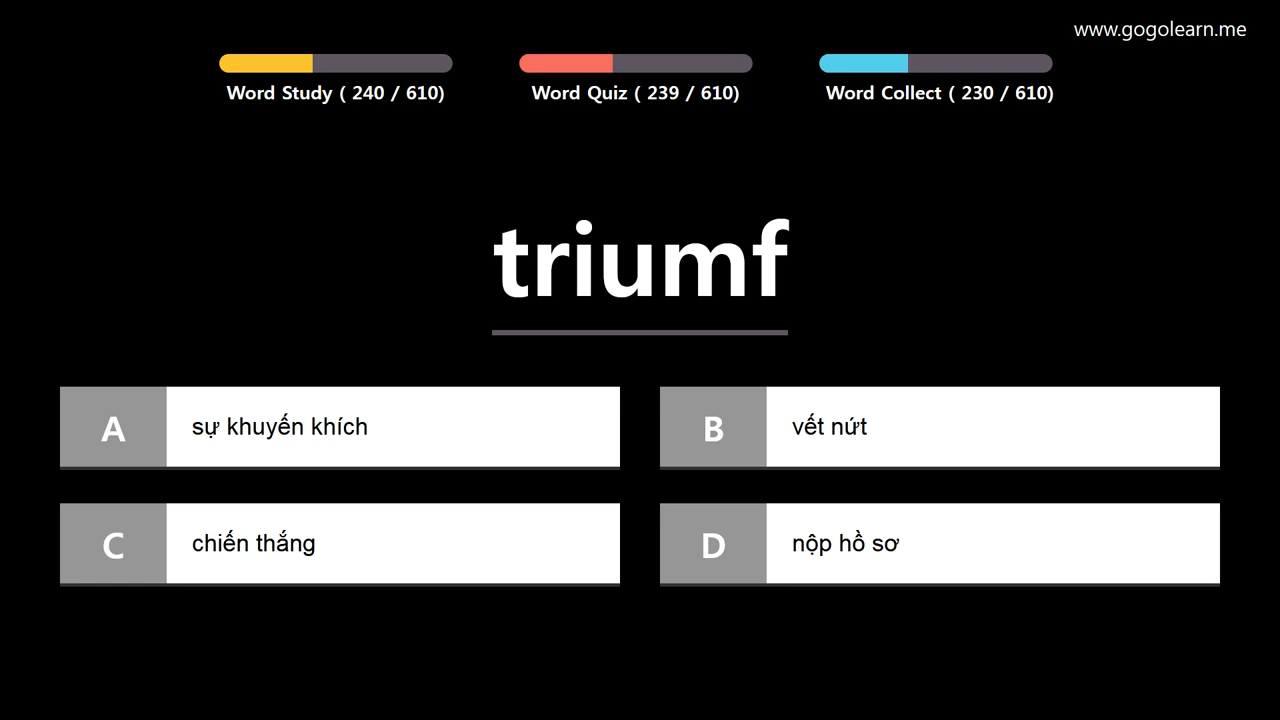 www.gogolearn.me
Word Study ( 240 / 610)
Word Quiz ( 239 / 610)
Word Collect ( 230 / 610)
triumf
A sự khuyến khích
B vết nứt
C chiến thắng
D nộp hồ sơ